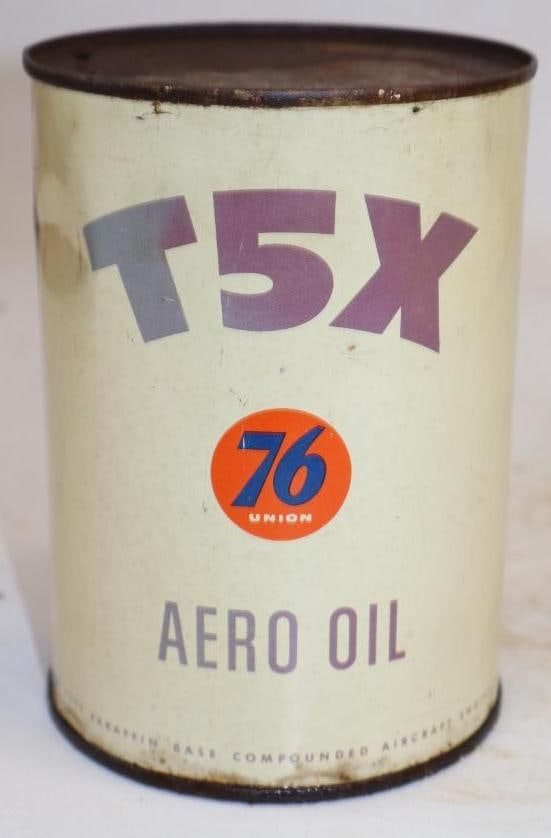 T5X
76
UNION
AERO OIL
PARAFFIN BASE COMPOUNDED AIRCRAFT